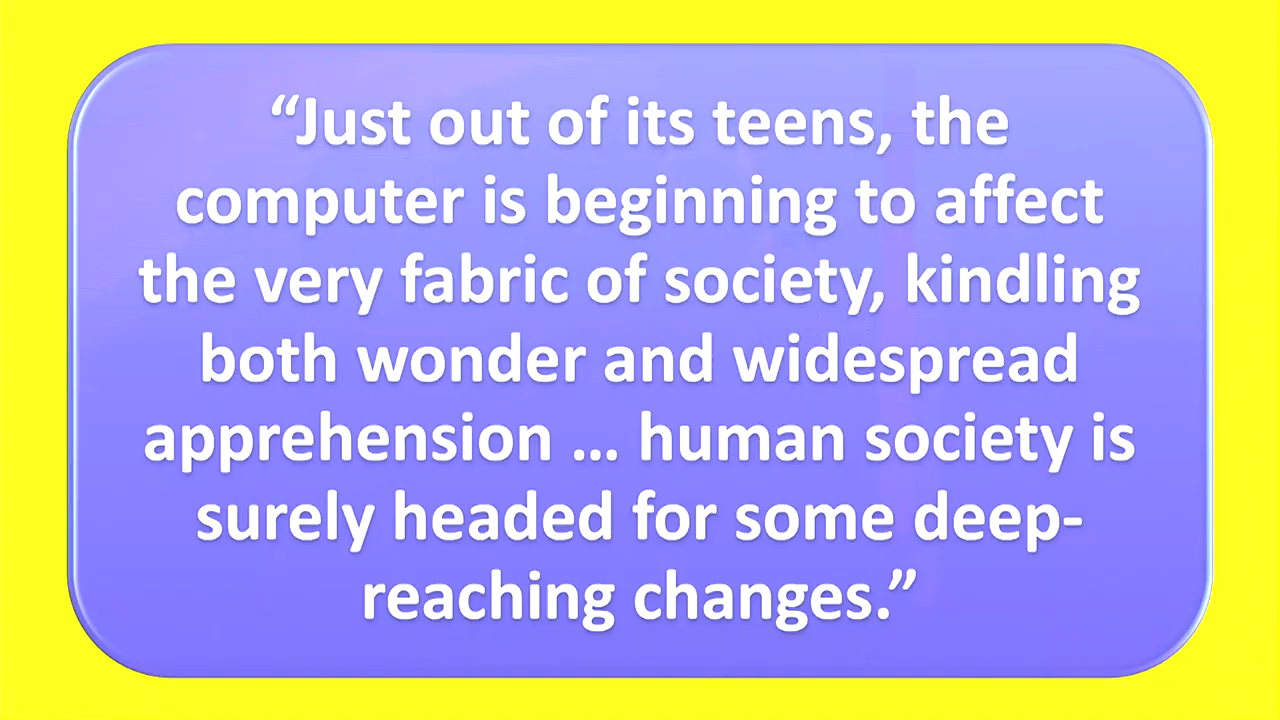 “Just out of its teens, the
computer is beginning to affect
the very fabric of society, kindling
both wonder and widespread
apprehension … human society is
surely headed for some deep-
reaching changes.”